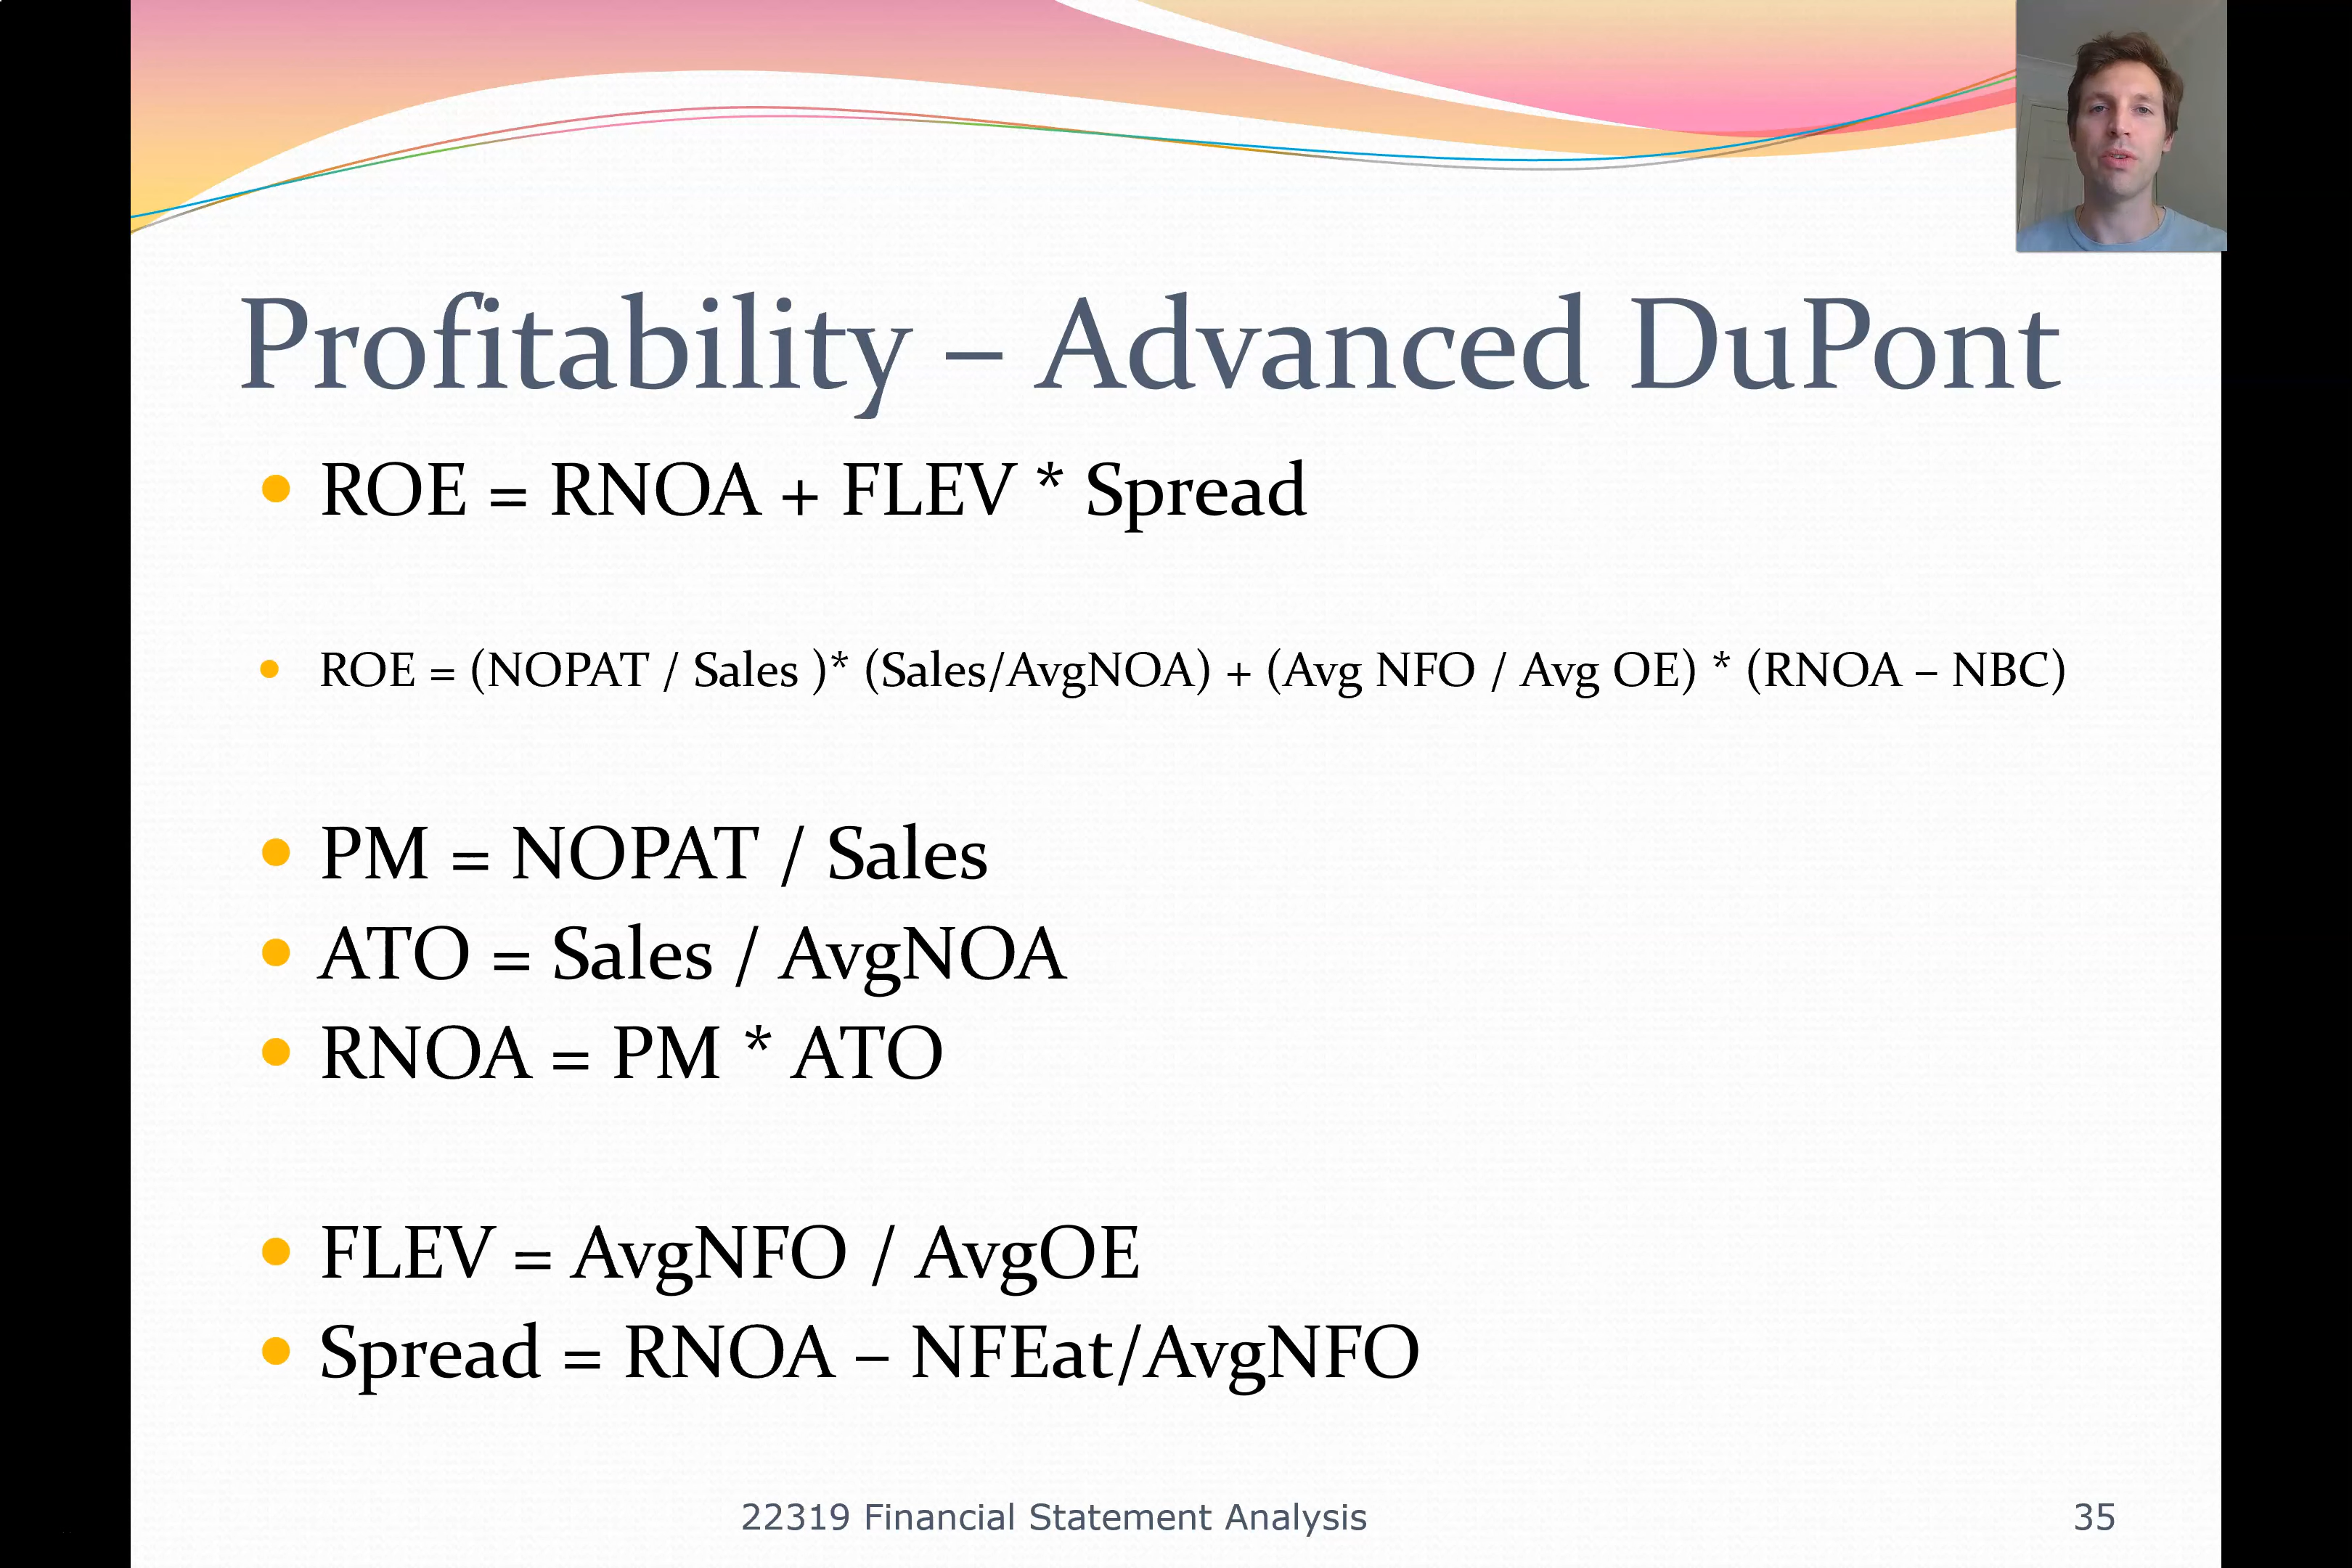 Profitability – Advanced DuPont
ROE = RNOA + FLEV * Spread
ROE = (NOPAT / Sales )* (Sales/AvgNOA) + (Avg NFO / Avg OE) * (RNOA – NBC)
PM = NOPAT / Sales
ATO = Sales / AvgNOA
RNOA = PM * ATO
FLEV = AvgNFO / AvgOE
Spread = RNOA – NFEat/AvgNFO
22319 Financial Statement Analysis
35